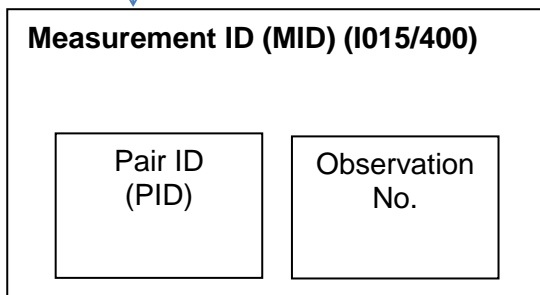 Measurement ID (MID) (I015/400)
Pair ID
(PID)
Observation
No.